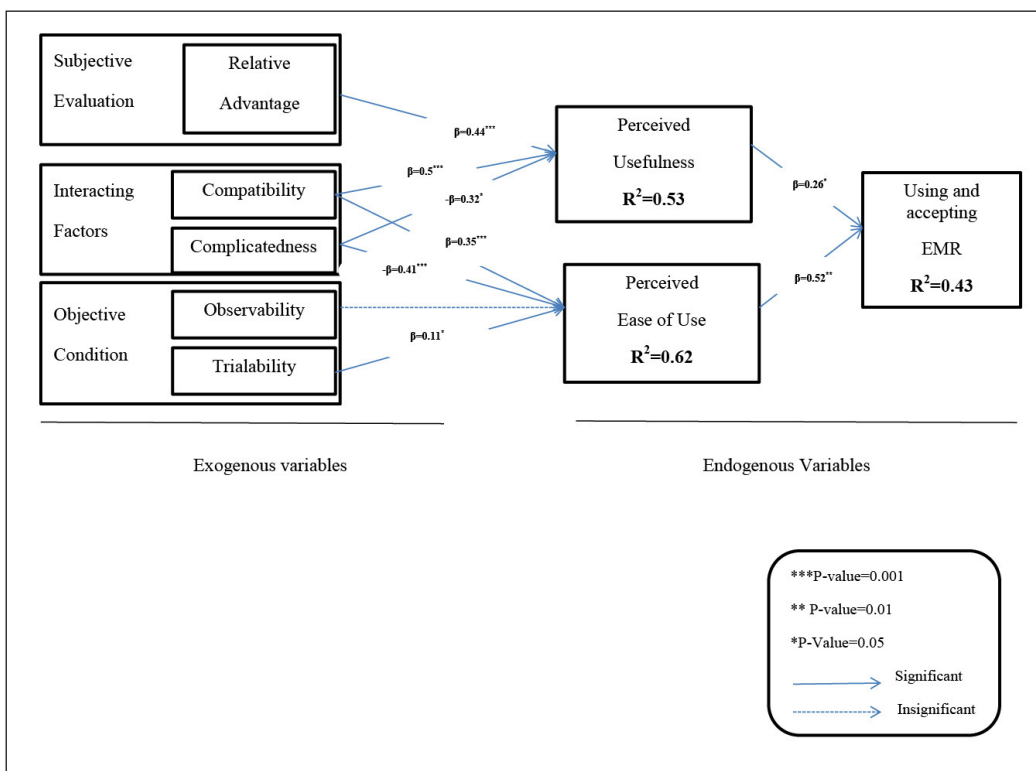 Subjective
Evaluation
Relative
Advantage
Interacting
Factors
Compatibility
Complicatedness
Objective
Condition
Observability
Trialability
β=0.44***
β=0.5***
-β=0.32*
β=0.35***
-β=0.41***
β=0.11*
Perceived
Usefulness
R²=0.53
Perceived
Ease of Use
R²=0.62
β=0.26*
β=0.52**
Using and
accepting
EMR
R²=0.43
Exogenous variables
Endogenous Variables
***P-value=0.001
** P-value=0.01
*P-Value=0.05
Significant
Insignificant